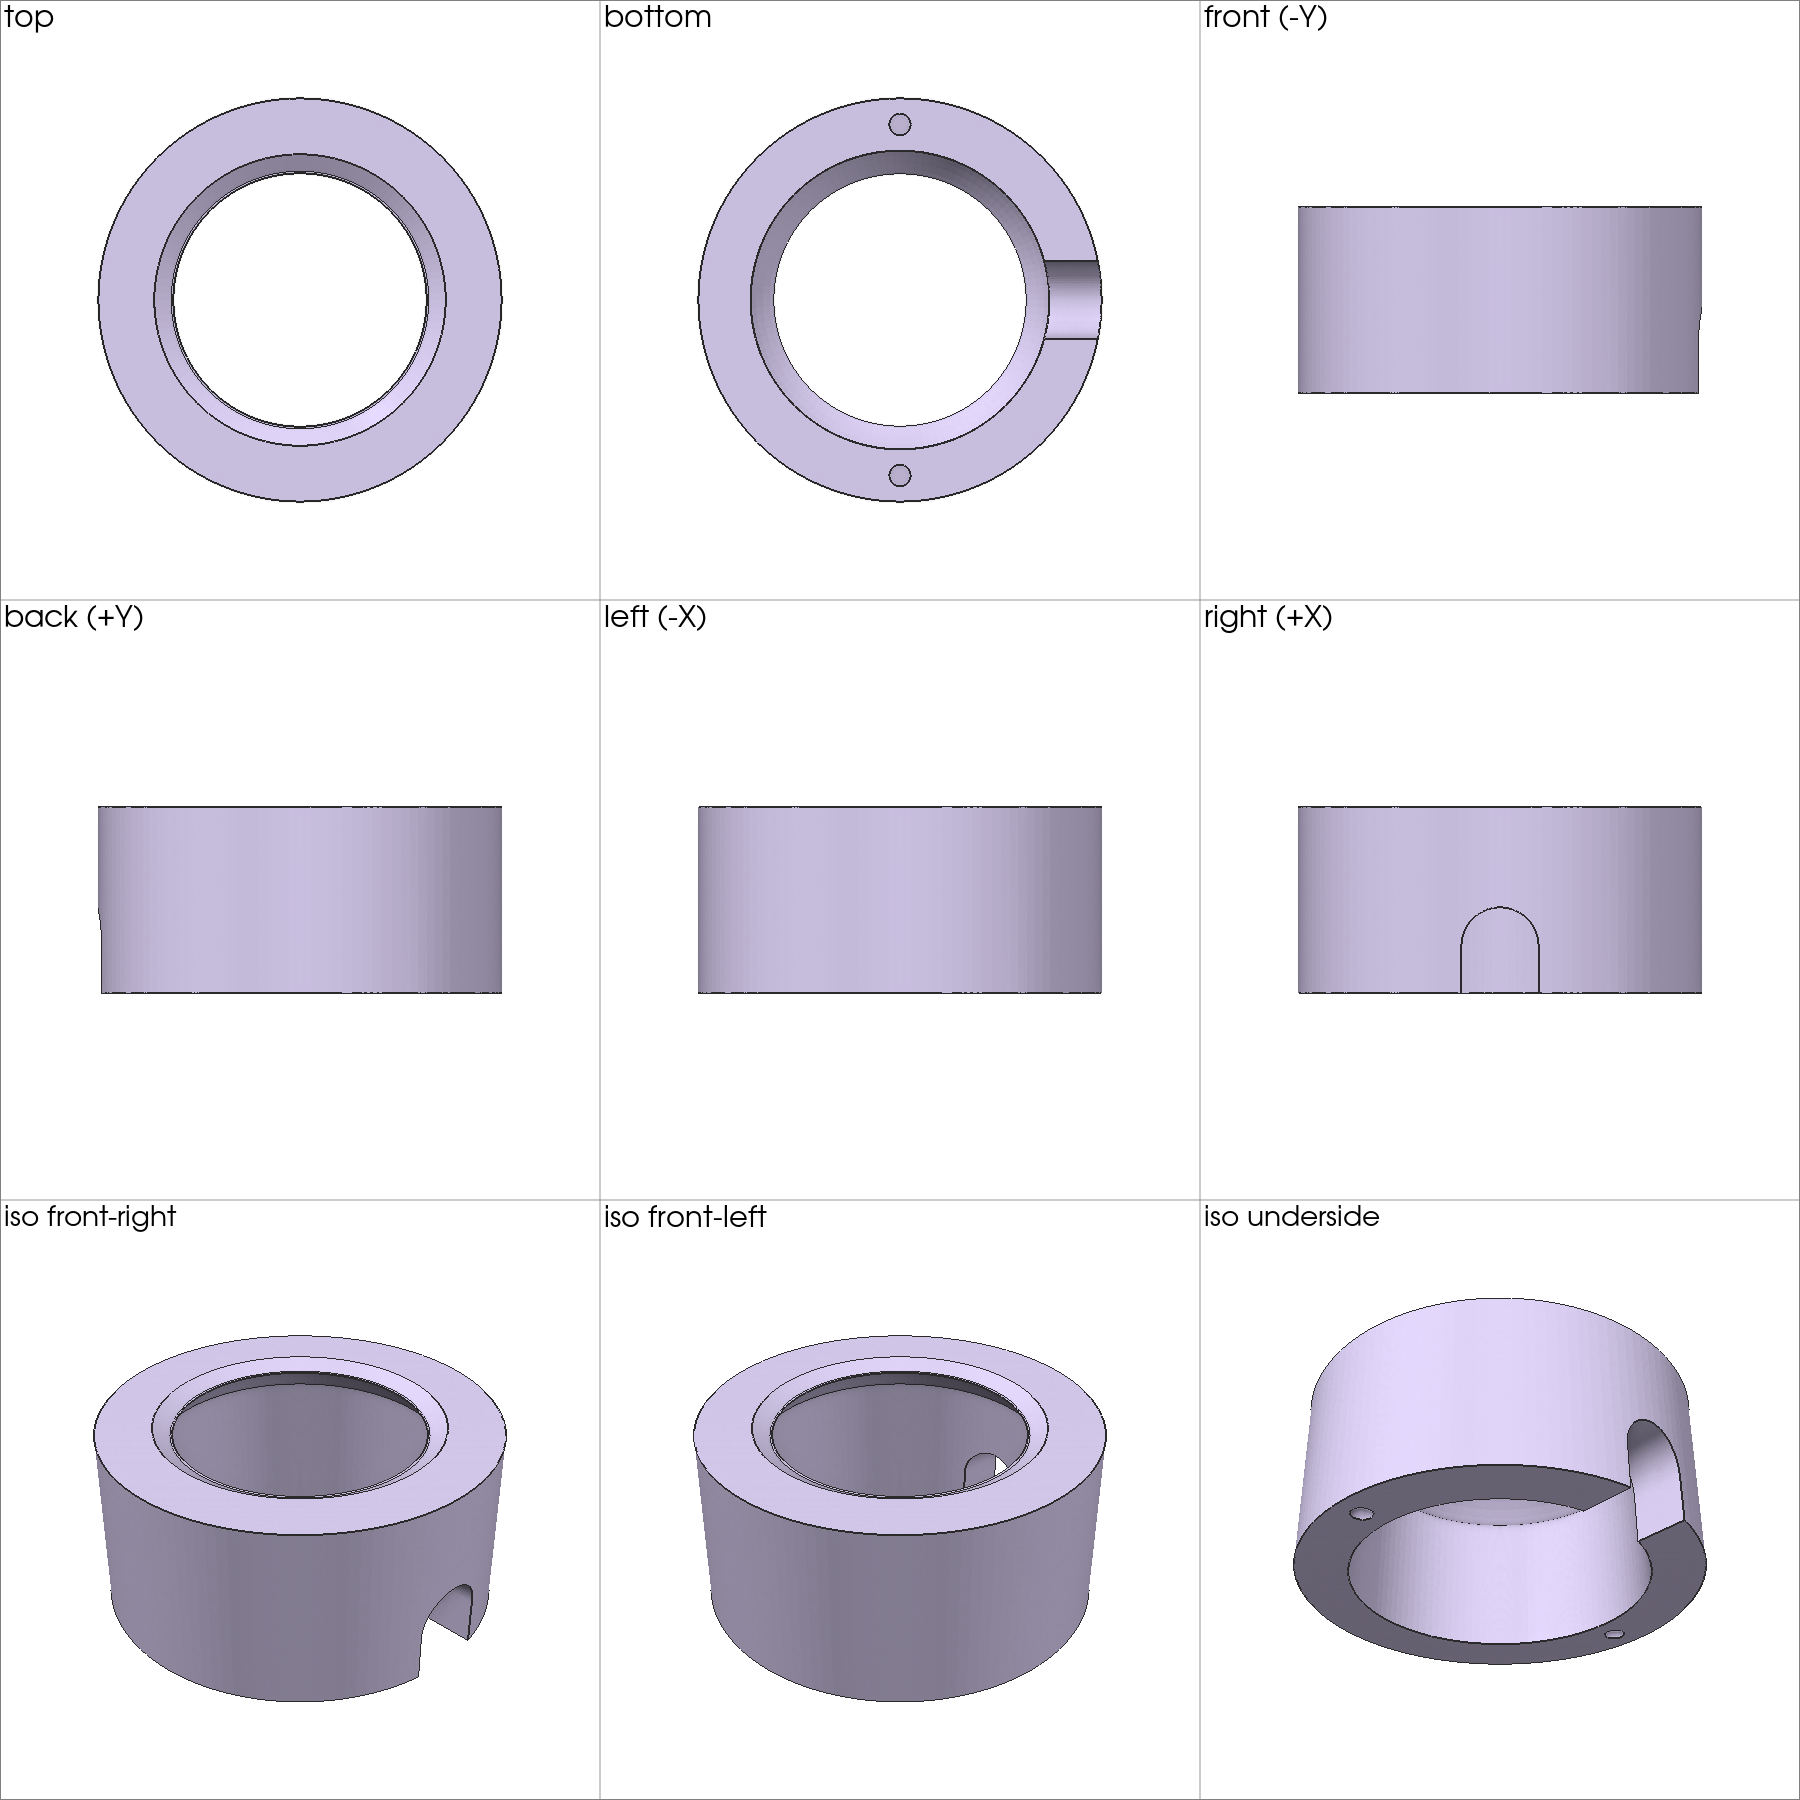 top
bottom
front (-Y)
back (+Y)
left (-X)
right (+X)
iso front-right
iso front-left
iso underside